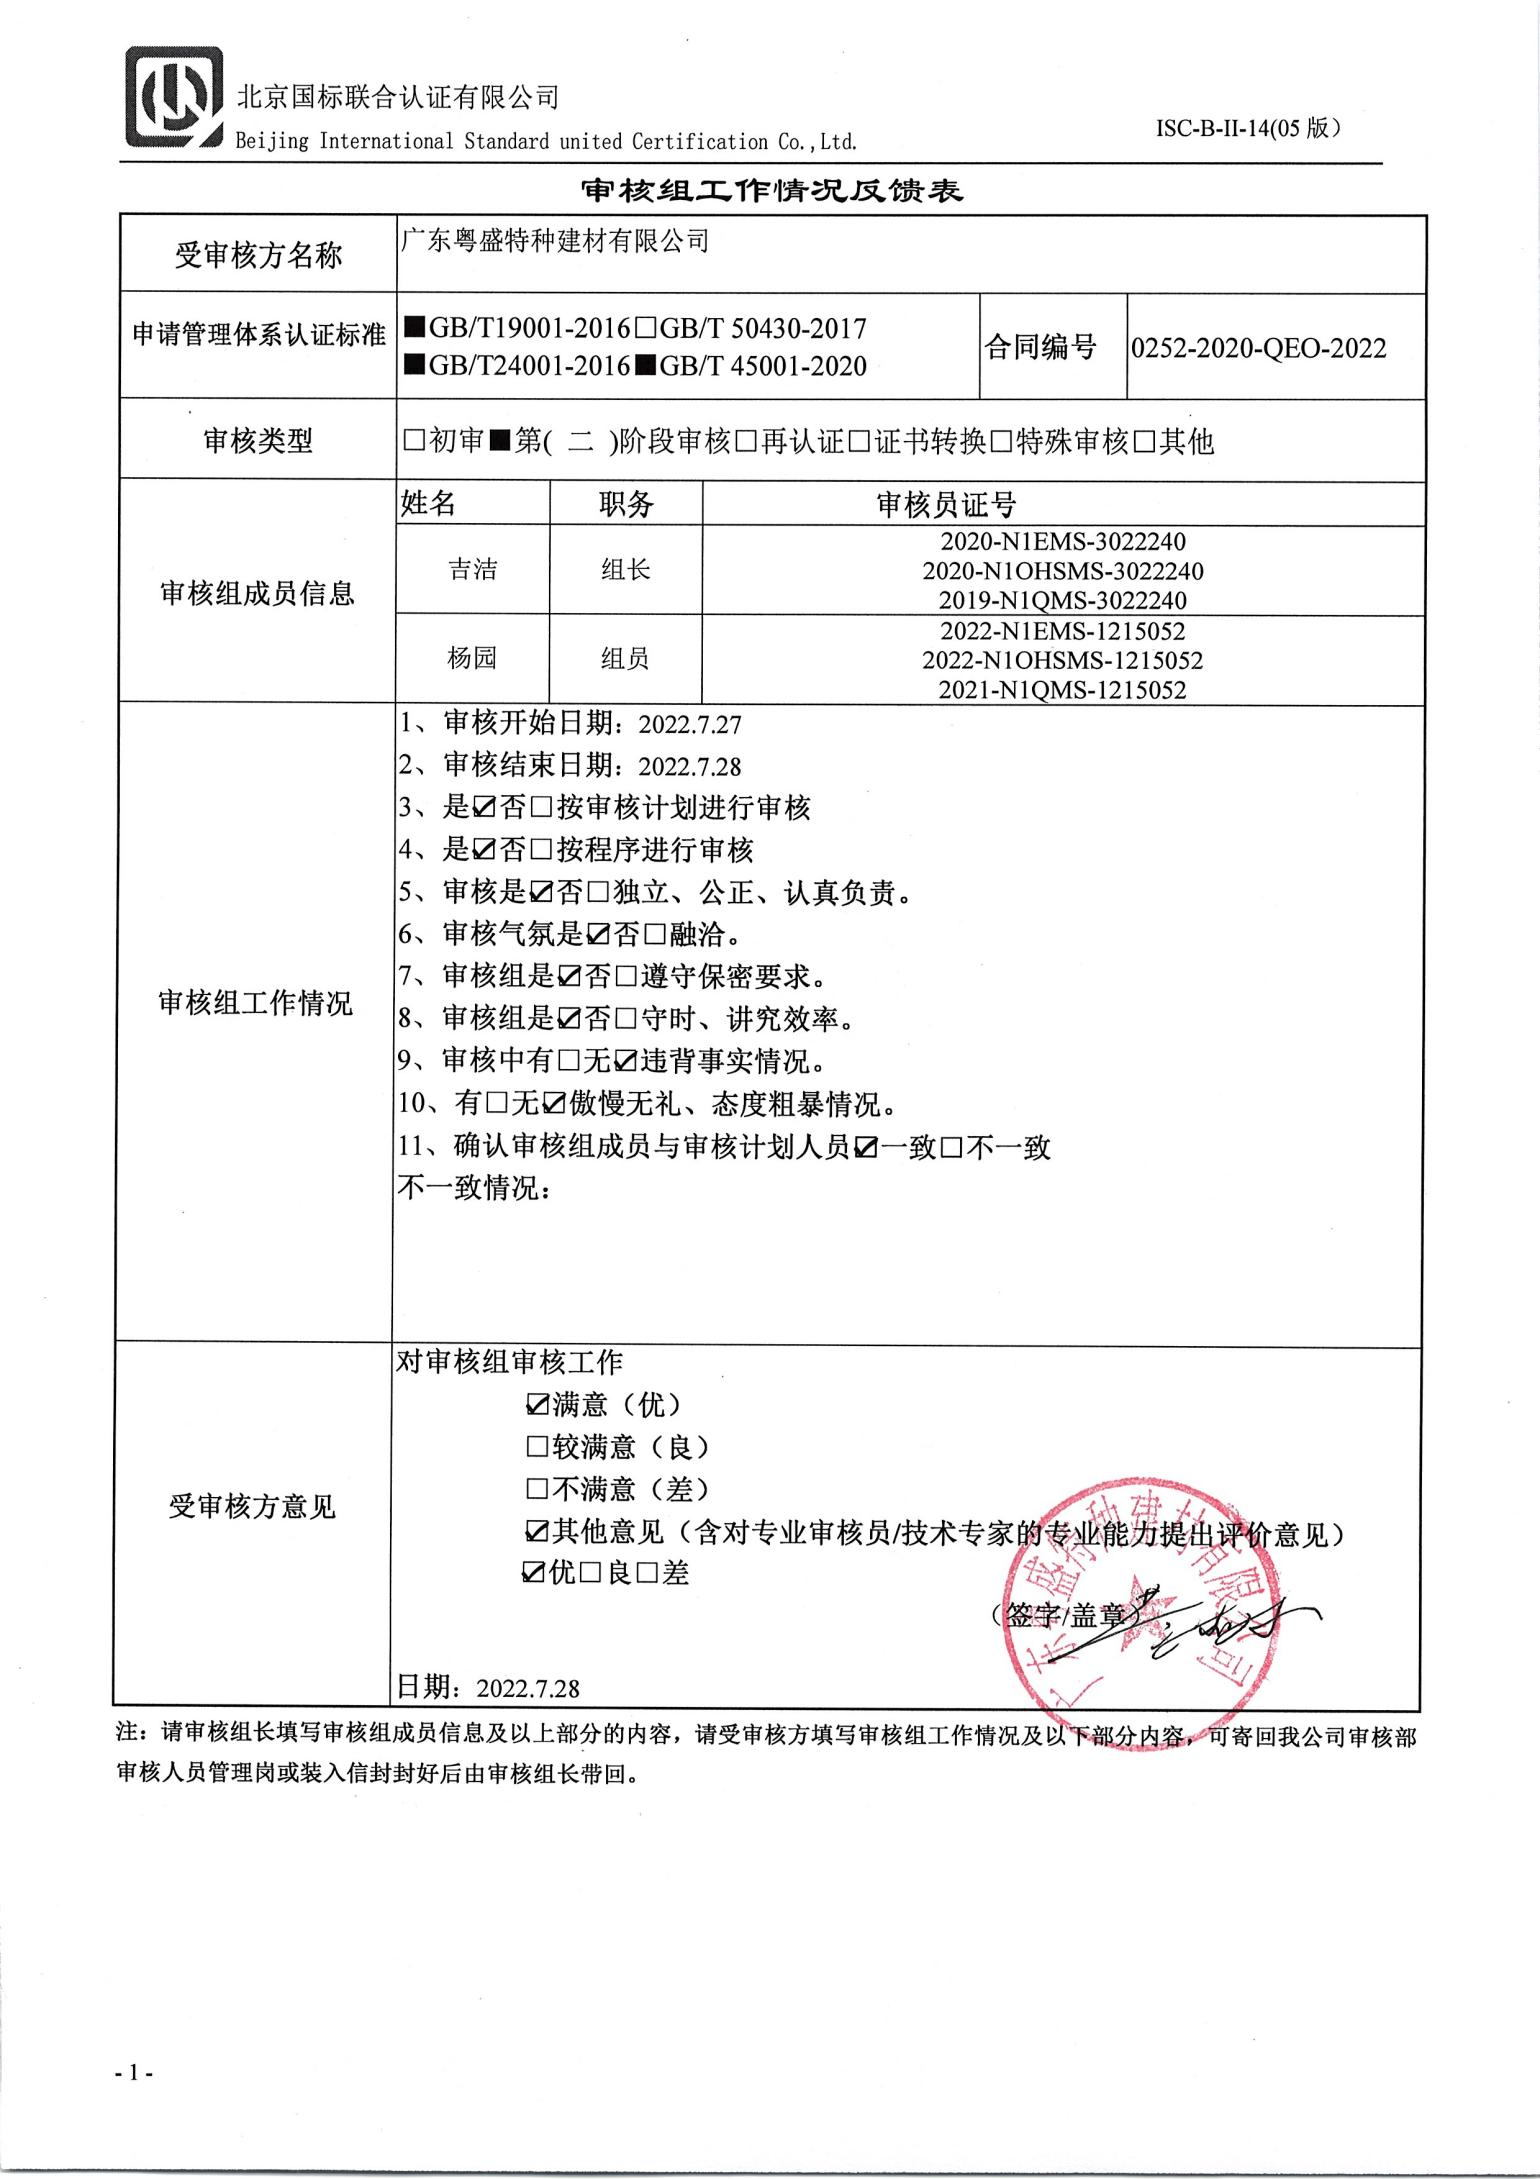 北京国标联合认证有限公司
Beijing International Standard united Certification Co.,Ltd.
ISC-B-II-14(05 版）
审核组工作情况反馈表
受审核方名称
广东粤盛特种建材有限公司
申请管理体系认证标准
■GB/T19001-2016□GB/T 50430-2017
■GB/T24001-2016■GB/T 45001-2020
合同编号
0252-2020-QEO-2022
审核类型
□初审■第( 二 )阶段审核□再认证□证书转换□特殊审核□其他
审核组成员信息
姓名 职务 审核员证号
吉洁 组长
2020-N1EMS-3022240
2020-N1OHSMS-3022240
2019-N1QMS-3022240
杨园 组员
2022-N1EMS-1215052
2022-N1OHSMS-1215052
2021-N1QMS-1215052
审核组工作情况
1、审核开始日期：2022.7.27
2、审核结束日期：2022.7.28
3、是☑否□按审核计划进行审核
4、是☑否□按程序进行审核
5、审核是☑否□独立、公正、认真负责。
6、审核气氛是☑否□融洽。
7、审核组是☑否□遵守保密要求。
8、审核组是☑否□守时、讲究效率。
9、审核中有□无☑违背事实情况。
10、有□无☑傲慢无礼、态度粗暴情况。
11、确认审核组成员与审核计划人员☑一致□不一致
不一致情况：
受审核方意见
对审核组审核工作
☑满意（优）
□较满意（良）
□不满意（差）
☑其他意见（含对专业审核员/技术专家的专业能力提出评价意见）
☑优□良□差
（签字/盖章）
广东粤盛特种建材有限公司
日期：2022.7.28
注：请审核组长填写审核组成员信息及以上部分的内容，请受审核方填写审核组工作情况及以下部分内容，可寄回我公司审核部
审核人员管理岗或装入信封封好后由审核组长带回。
- 1 -